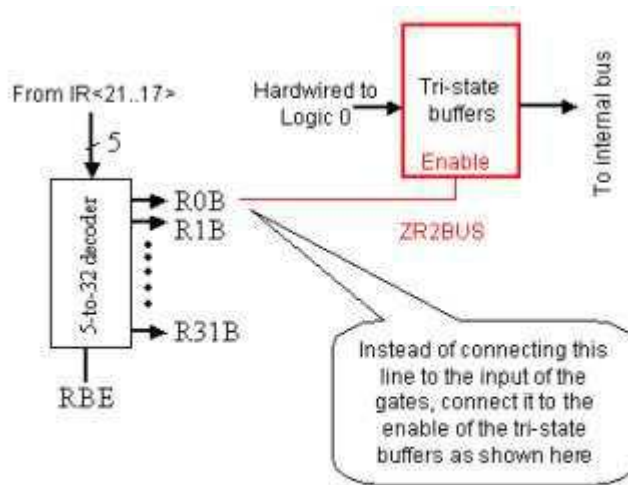 From IR<21..17>
5
5-to-32 decoder
R0B
R1B
R31B
RBE
Hardwired to
Logic 0
Tri-state
buffers
Enable
To internal bus
ZR2BUS
Instead of connecting this
line to the input of the
gates, connect it to the
enable of the tri-state
buffers as shown here